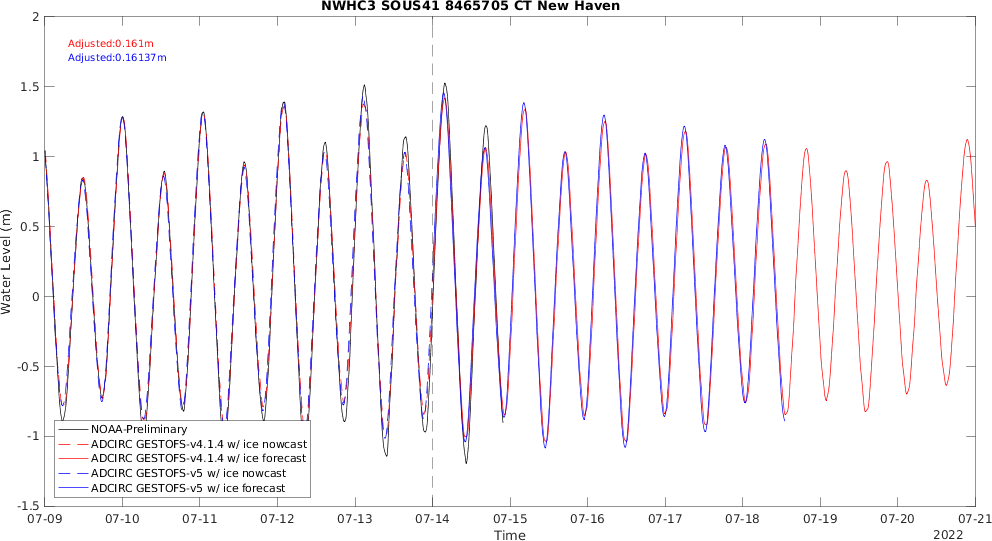 NWHC3 SOUS41 8465705 CT New Haven
Adjusted:0.161m
Adjusted:0.16137m
2
1.5
1
0.5
0
-0.5
-1
-1.5
Water Level (m)
NOAA-Preliminary
ADCIRC GESTOFS-v4.1.4 w/ ice nowcast
ADCIRC GESTOFS-v4.1.4 w/ ice forecast
ADCIRC GESTOFS-v5 w/ ice nowcast
ADCIRC GESTOFS-v5 w/ ice forecast
07-09 07-10 07-11 07-12 07-13 07-14 07-15 07-16 07-17 07-18 07-19 07-20 07-21
Time
2022